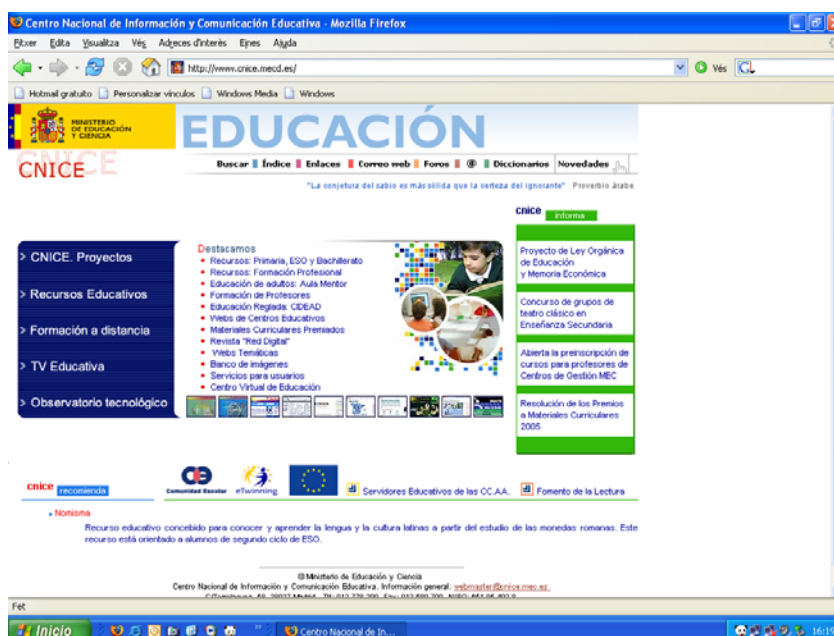 Centro Nacional de Información y Comunicación Educativa - Mozilla Firefox
Fitxer Edita Visualitza Vés Adreces d'interès Eines Ajuda
http://www.cnice.mecd.es/
Vés
Hotmail gratuito Personalizar vínculos Windows Media Windows
MINISTERIO
DE EDUCACIÓN
Y CIENCIA
EDUCACIÓN
CNICE
Buscar Índice Enlaces Correo web Foros @ Diccionarios Novedades
"La conjetura del sabio es más sólida que la certeza del ignorante" Proverbio árabe
cnice informa
> CNICE. Proyectos
> Recursos Educativos
> Formación a distancia
> TV Educativa
> Observatorio tecnológico
Destacamos
Recursos: Primaria, ESO y Bachillerato
Recursos: Formación Profesional
Educación de adultos: Aula Mentor
Formación de Profesores
Educación Reglada: CIDEAD
Webs de Centros Educativos
Materiales Curriculares Premiados
Revista "Red Digital"
Webs Temáticas
Banco de imágenes
Servicios para usuarios
Centro Virtual de Educación
Proyecto de Ley Orgánica
de Educación
y Memoria Económica
Concurso de grupos de
teatro clásico en
Enseñanza Secundaria
Abierta la preinscripción de
cursos para profesores de
Centros de Gestión MEC
Resolución de los Premios
a Materiales Curriculares
2005
cnice recomienda
Comunidad Escolar eTwinning Servidores Educativos de las CC.AA. Fomento de la Lectura
Nomisma
Recurso educativo concebido para conocer y aprender la lengua y la cultura latinas a partir del estudio de las monedas romanas. Este
recurso está orientado a alumnos de segundo ciclo de ESO.
© Ministerio de Educación y Ciencia
Centro Nacional de Información y Comunicación Educativa. Información general: webmaster@cnice.mec.es
Fet
Inicio Centro Nacional de In...